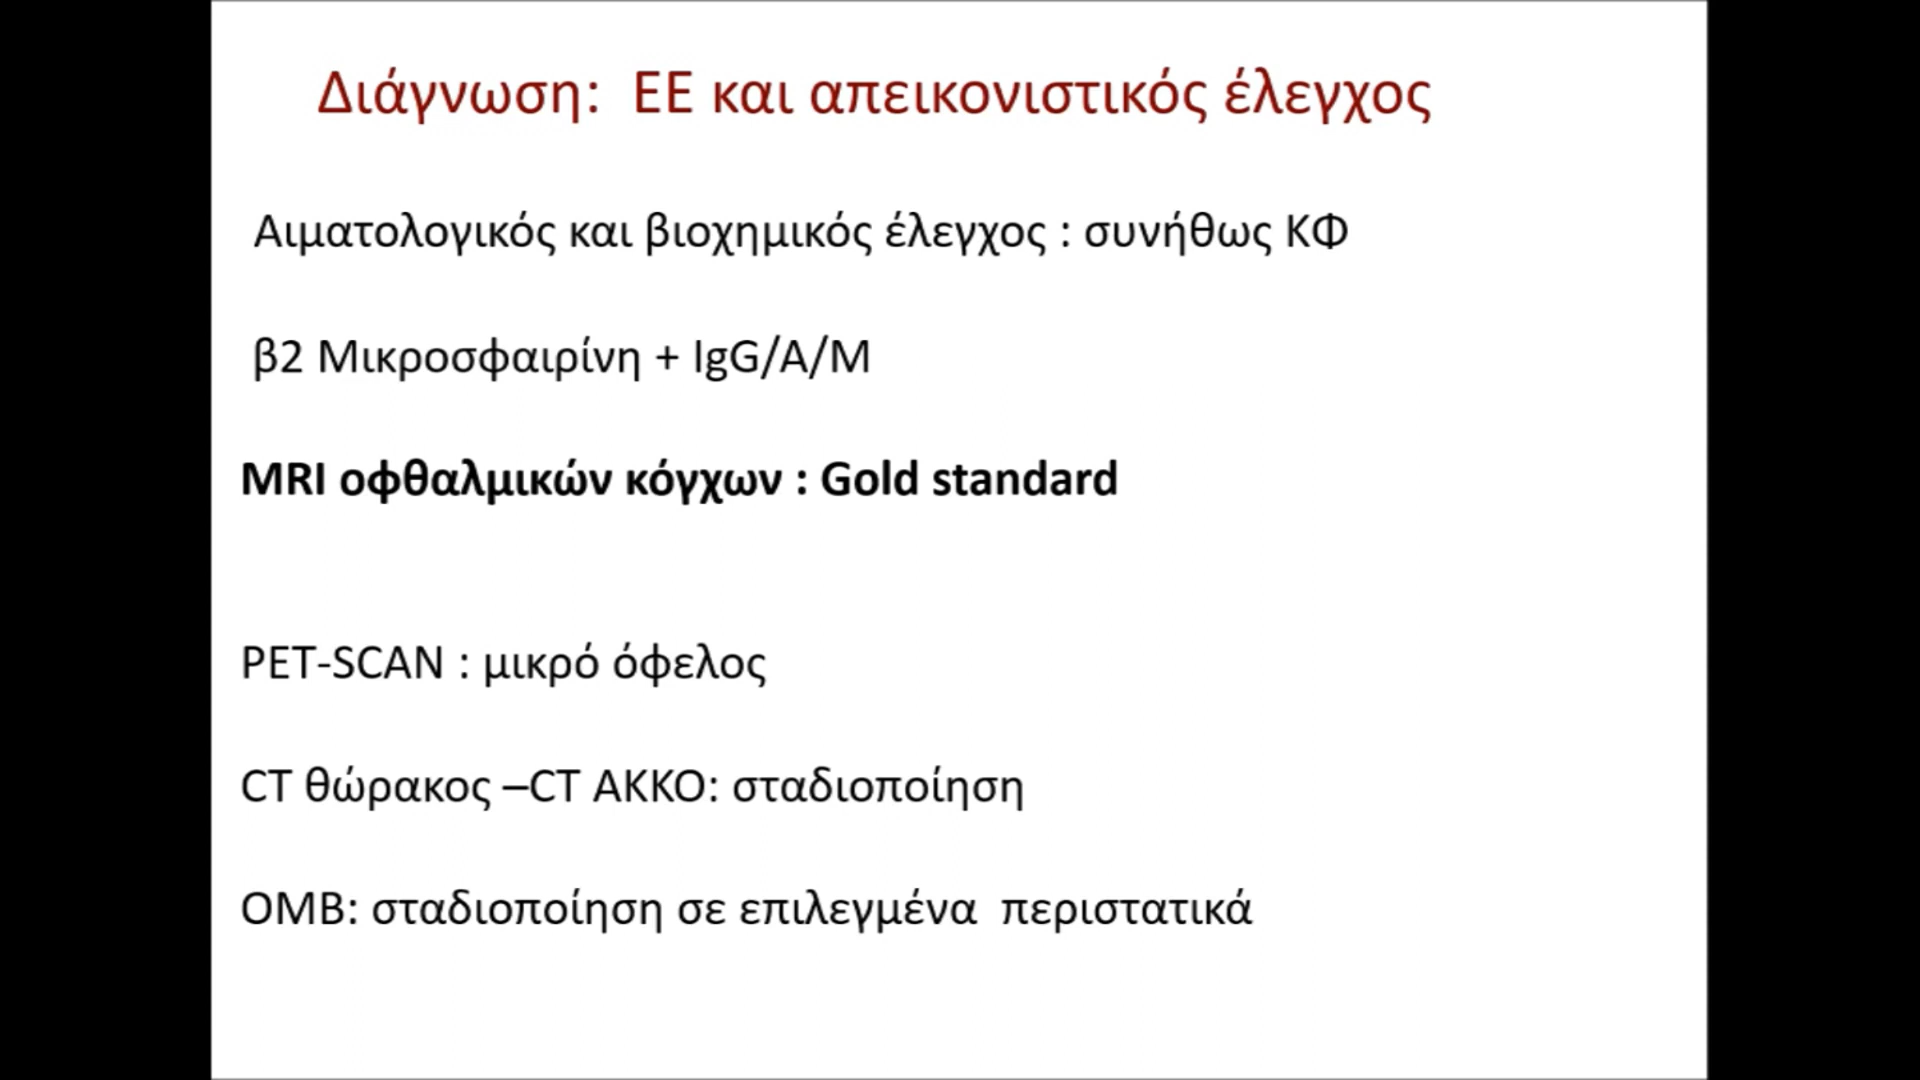 Διάγνωση: ΕΕ και απεικονιστικός έλεγχος
Αιματολογικός και βιοχημικός έλεγχος : συνήθως ΚΦ
β2 Μικροσφαιρίνη + IgG/A/M
MRI οφθαλμικών κόγχων : Gold standard
PET-SCAN : μικρό όφελος
CT θώρακος –CT ΑΚΚΟ: σταδιοποίηση
ΟΜΒ: σταδιοποίηση σε επιλεγμένα περιστατικά